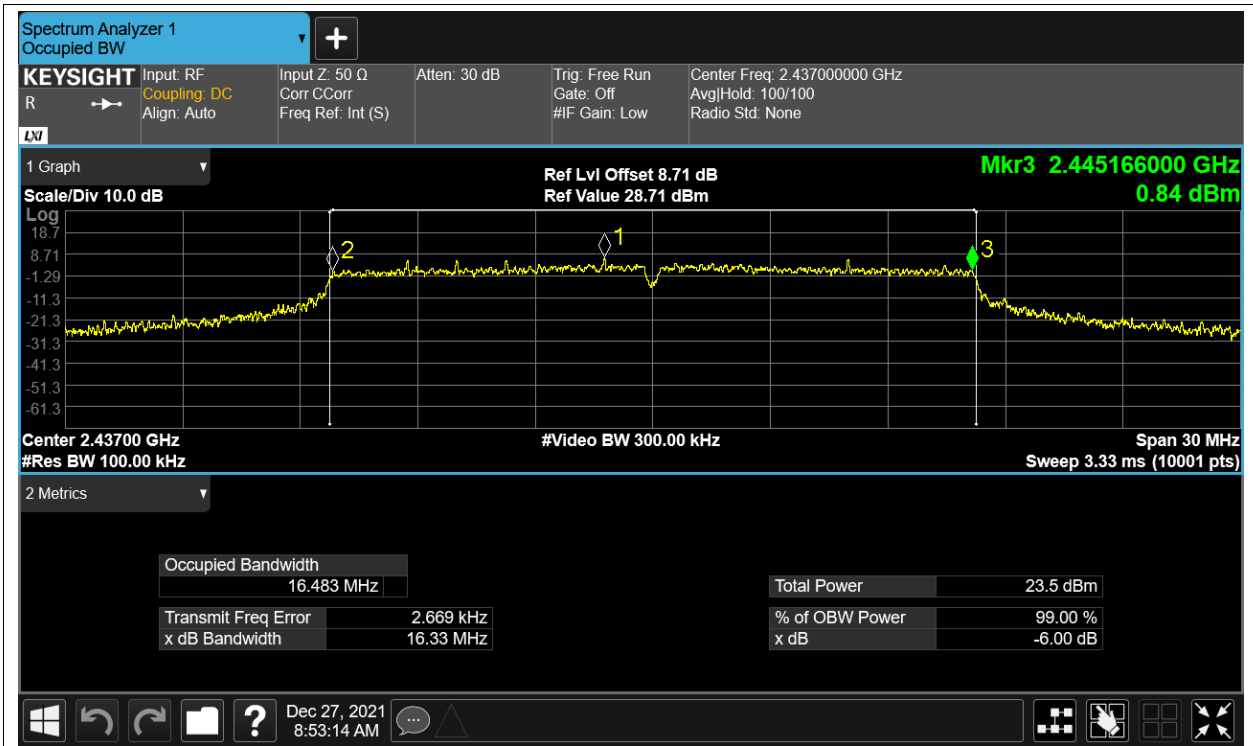 Spectrum Analyzer 1
Occupied BW
KEYSIGHT
R
LXI
Input: RF
Coupling: DC
Align: Auto
Input Z: 50 Ω
Corr CCorr
Freq Ref: Int (S)
Atten: 30 dB
Trig: Free Run
Gate: Off
#IF Gain: Low
Center Freq: 2.437000000 GHz
Avg|Hold: 100/100
Radio Std: None
1 Graph
Scale/Div 10.0 dB
Ref Lvl Offset 8.71 dB
Ref Value 28.71 dBm
Mkr3 2.445166000 GHz
0.84 dBm
Log
18.7
8.71
-1.29
-11.3
-21.3
-31.3
-41.3
-51.3
-61.3
2
1
3
Center 2.43700 GHz
#Res BW 100.00 kHz
#Video BW 300.00 kHz
Span 30 MHz
Sweep 3.33 ms (10001 pts)
2 Metrics
Occupied Bandwidth
16.483 MHz
Transmit Freq Error 2.669 kHz
x dB Bandwidth 16.33 MHz
Total Power 23.5 dBm
% of OBW Power 99.00 %
x dB -6.00 dB
?
Dec 27, 2021
8:53:14 AM